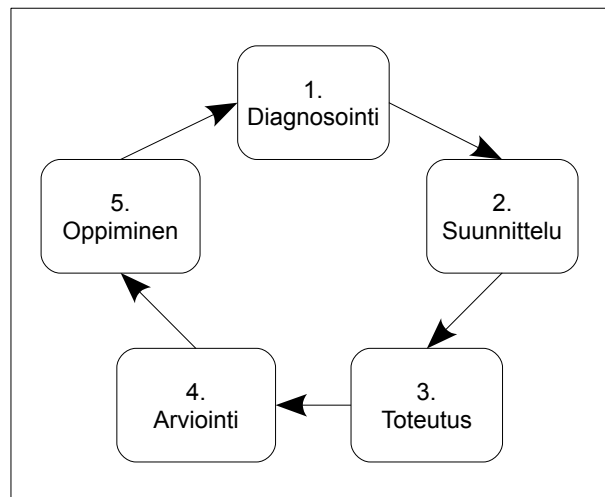 1.
Diagnosointi
2.
Suunnittelu
3.
Toteutus
4.
Arviointi
5.
Oppiminen